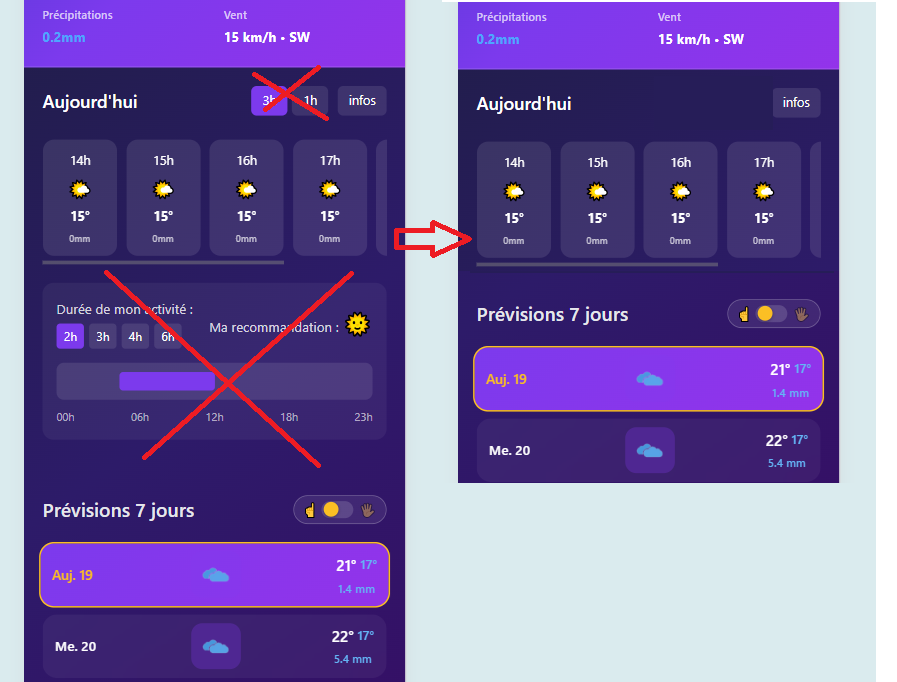 Précipitations Vent
0.2mm 15 km/h • SW
Aujourd'hui 3h 1h infos
14h 15h 16h 17h
15° 15° 15° 15°
0mm 0mm 0mm 0mm
Durée de mon activité :
Ma recommandation :
2h 3h 4h 6h
00h 06h 12h 18h 23h
Prévisions 7 jours
21° 17°
Auj. 19
1.4 mm
22° 17°
Me. 20
5.4 mm
Précipitations Vent
0.2mm 15 km/h • SW
Aujourd'hui infos
14h 15h 16h 17h
15° 15° 15° 15°
0mm 0mm 0mm 0mm
Prévisions 7 jours
21° 17°
Auj. 19
1.4 mm
22° 17°
Me. 20
5.4 mm